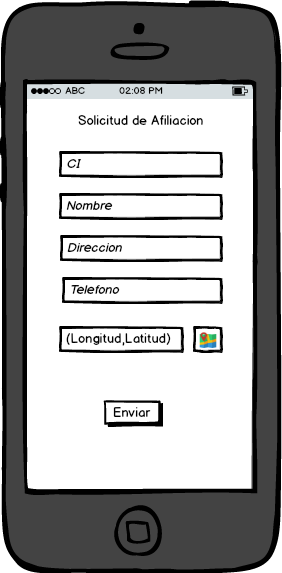 ABC 02:08 PM
Solicitud de Afiliacion
CI
Nombre
Direccion
Telefono
(Longitud,Latitud)
Enviar